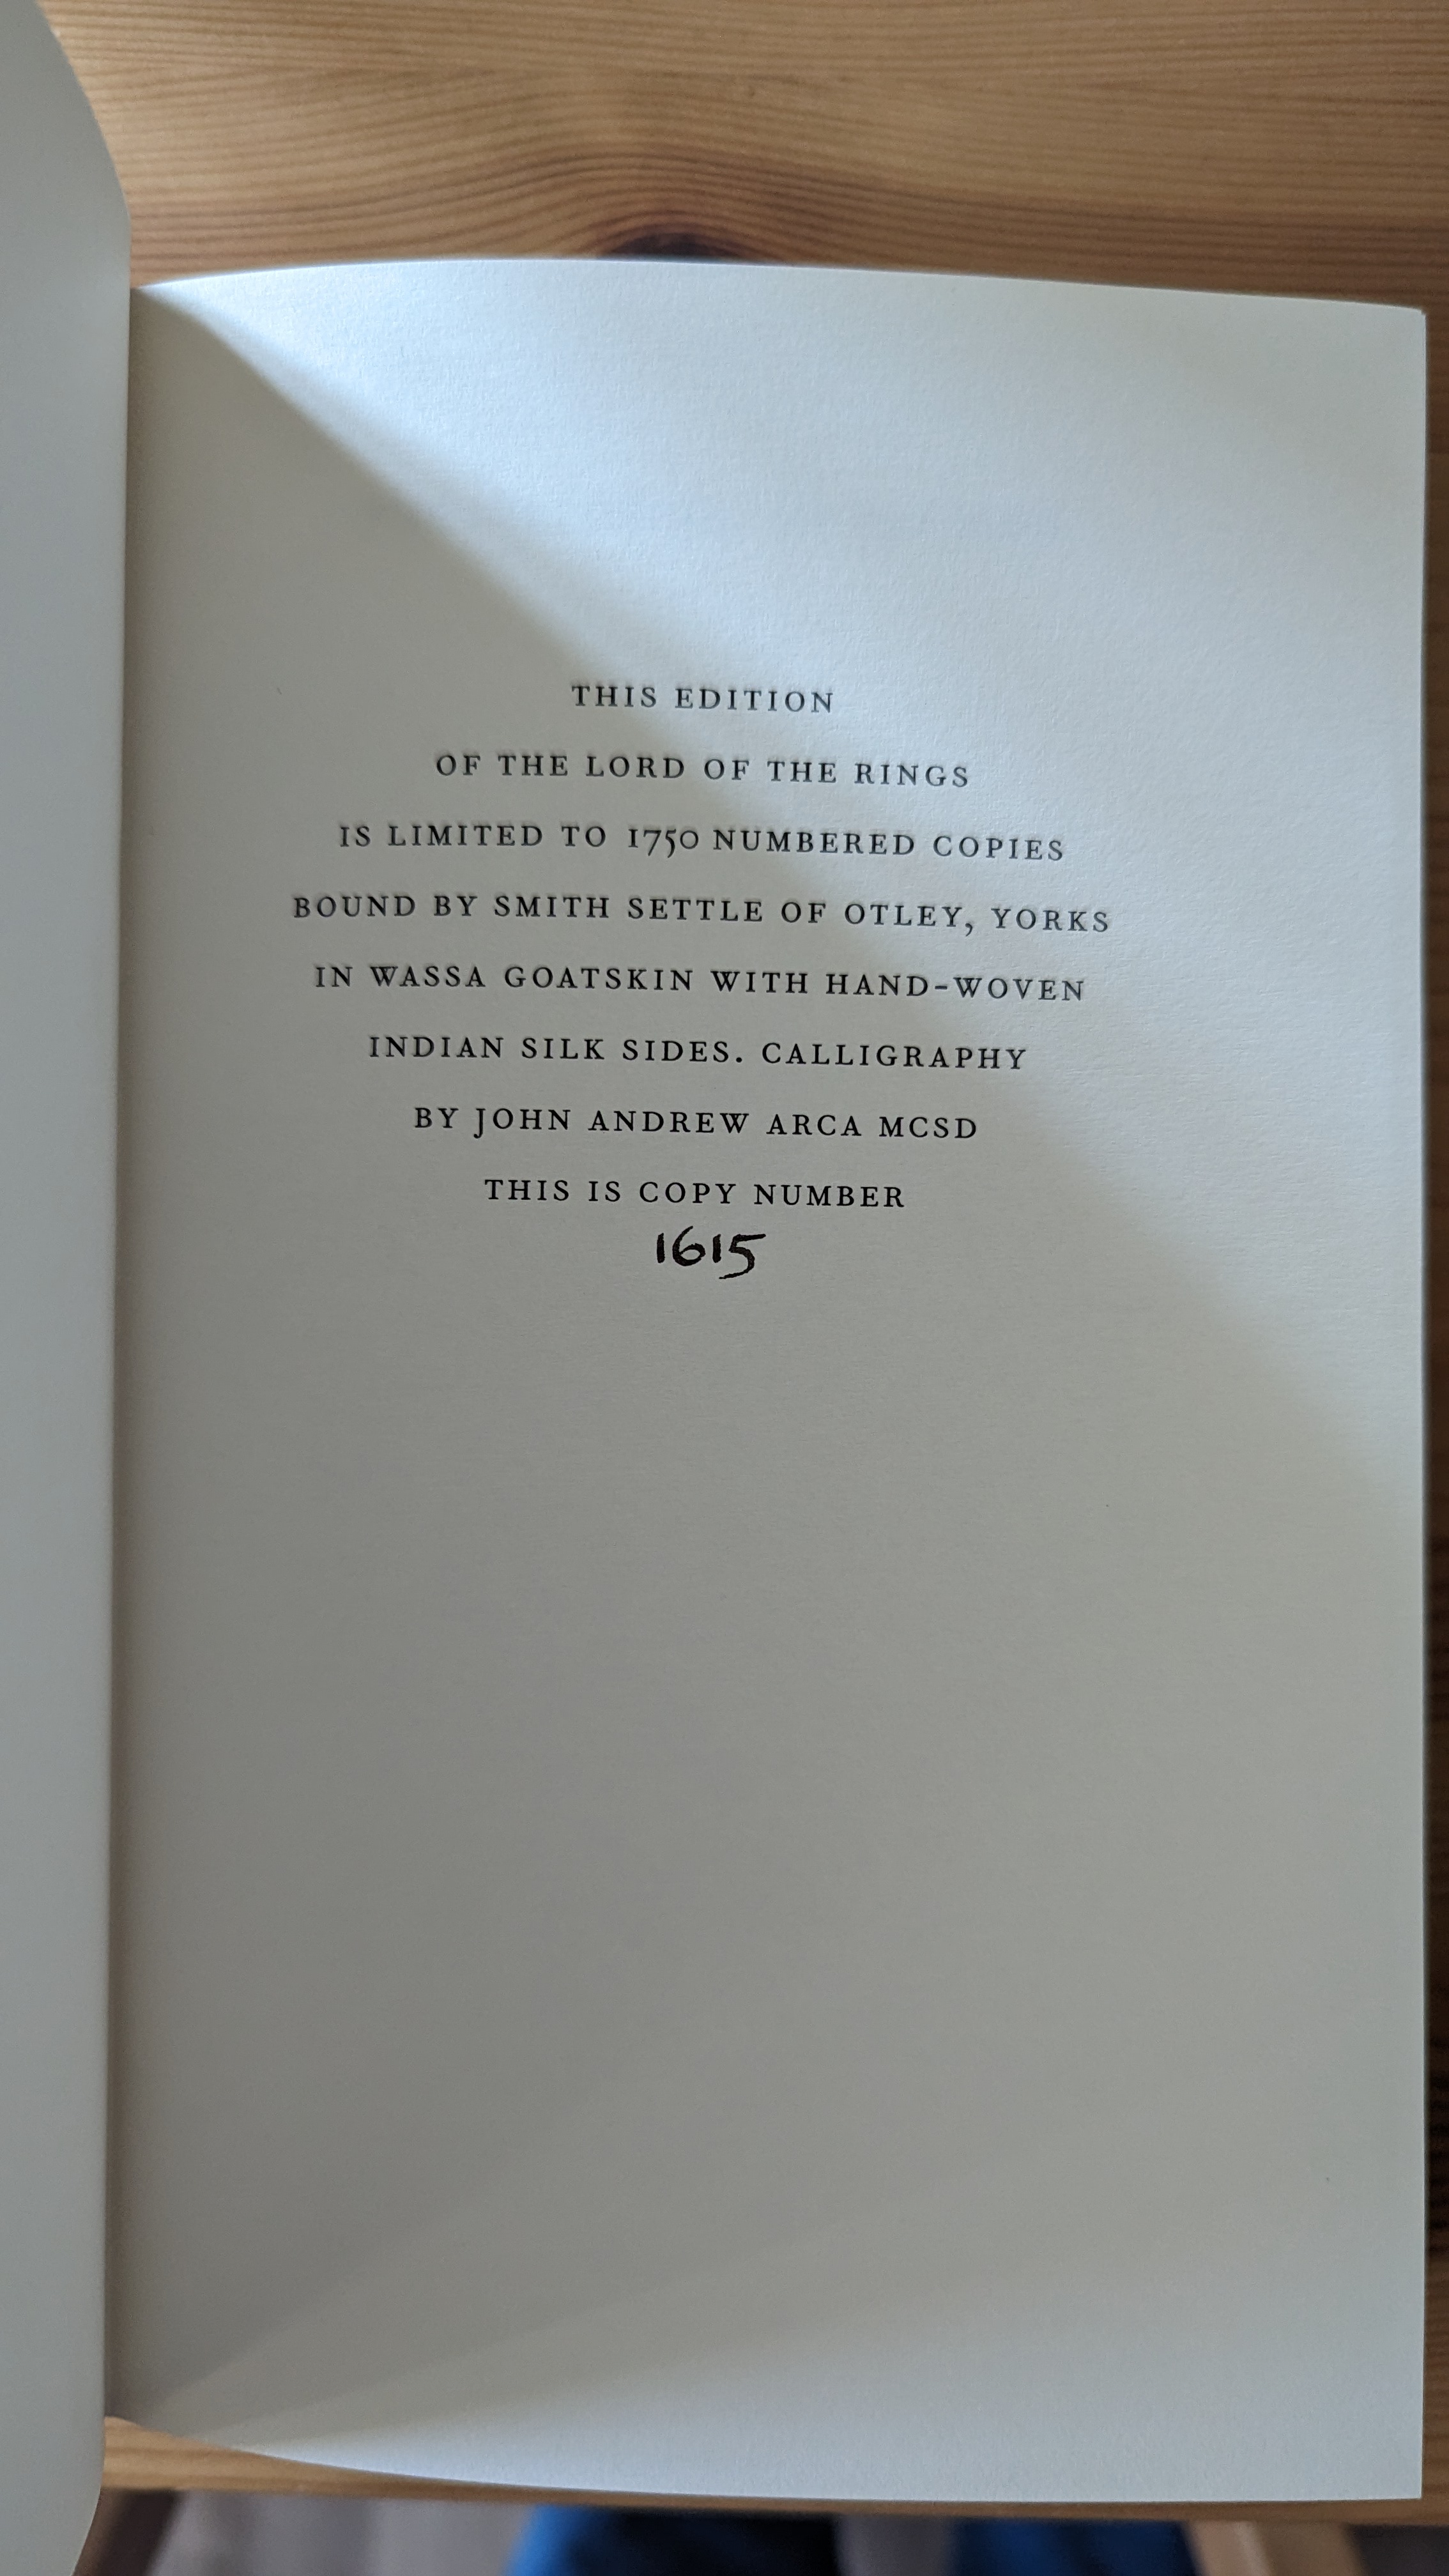 THIS EDITION
OF THE LORD OF THE RINGS
IS LIMITED TO 1750 NUMBERED COPIES
BOUND BY SMITH SETTLE OF OTLEY, YORKS
IN WASSA GOATSKIN WITH HAND-WOVEN
INDIAN SILK SIDES. CALLIGRAPHY
BY JOHN ANDREW ARCA MCSD
THIS IS COPY NUMBER
1615